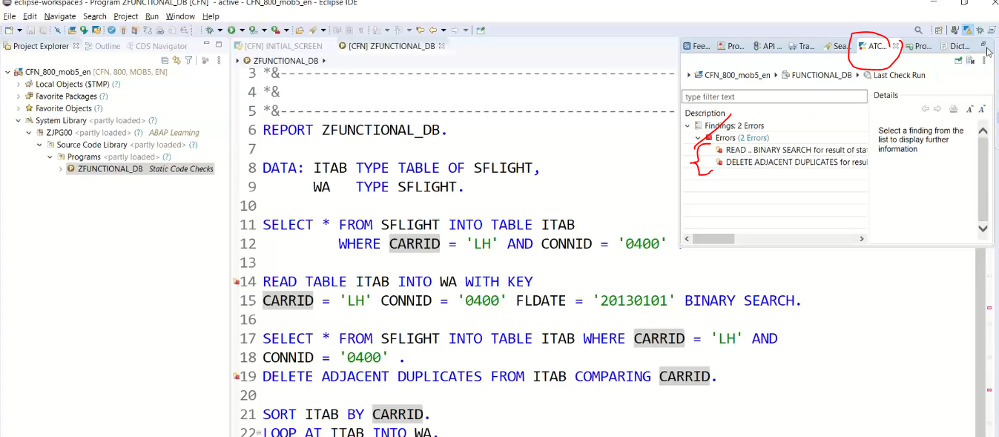 eclipse-workspace3 - Program ZFUNCTIONAL_DB [CFN] - active - CFN_800_mob5_en - Eclipse IDE
File Edit Navigate Search Project Run Window Help
Project Explorer Outline CDS Navigator
CFN_800_mob5_en [CFN, 800, MOB5, EN]
Local Objects ($TMP) (?)
Favorite Packages (?)
Favorite Objects (?)
System Library <partly loaded> (?)
ZJPG00 <partly loaded> (?) ABAP Learning
Source Code Library <partly loaded> (?)
Programs <partly loaded> (?)
ZFUNCTIONAL_DB Static Code Checks
[CFN] INITIAL_SCREEN [CFN] ZFUNCTIONAL_DB
ZFUNCTIONAL_DB
3 *&---------------------------------------------
4 *&
5 *&---------------------------------------------
6 REPORT ZFUNCTIONAL_DB.
7
8 DATA: ITAB TYPE TABLE OF SFLIGHT,
9 WA TYPE SFLIGHT.
10
11 SELECT * FROM SFLIGHT INTO TABLE ITAB
12 WHERE CARRID = 'LH' AND CONNID = '0400' .
13
14 READ TABLE ITAB INTO WA WITH KEY
15 CARRID = 'LH' CONNID = '0400' FLDATE = '20130101' BINARY SEARCH.
16
17 SELECT * FROM SFLIGHT INTO TABLE ITAB WHERE CARRID = 'LH' AND
18 CONNID = '0400' .
19 DELETE ADJACENT DUPLICATES FROM ITAB COMPARING CARRID.
20
21 SORT ITAB BY CARRID.
22 LOOP AT ITAB INTO WA.
Fee... Pro... API ... Tra... Sea... ATC... Pro... Dict...
CFN_800_mob5_en FUNCTIONAL_DB Last Check Run
type filter text
Description
Findings: 2 Errors
Errors (2 Errors)
READ .. BINARY SEARCH for result of stat
DELETE ADJACENT DUPLICATES for resu
Details
Select a finding from the
list to display further
information